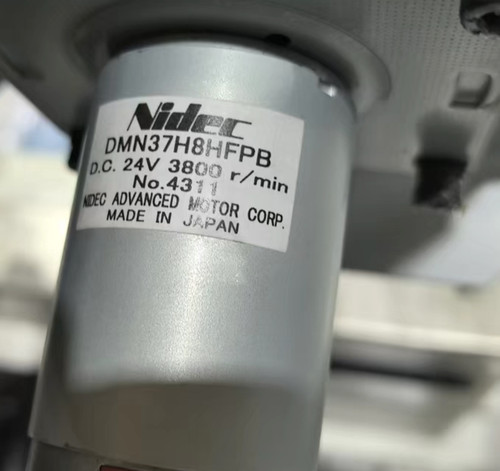 Nidec
DMN37H8HFPB
D.C. 24V 3800 r/min
No.4311
NIDEC ADVANCED MOTOR CORP.
MADE IN JAPAN